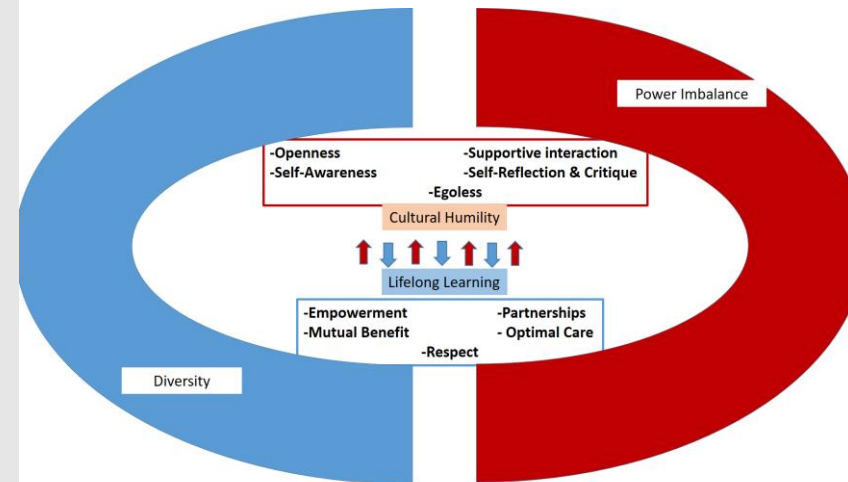 Power Imbalance
-Openness -Supportive interaction
-Self-Awareness -Self-Reflection & Critique
-Egoless
Cultural Humility
Lifelong Learning
-Empowerment -Partnerships
-Mutual Benefit - Optimal Care
-Respect
Diversity